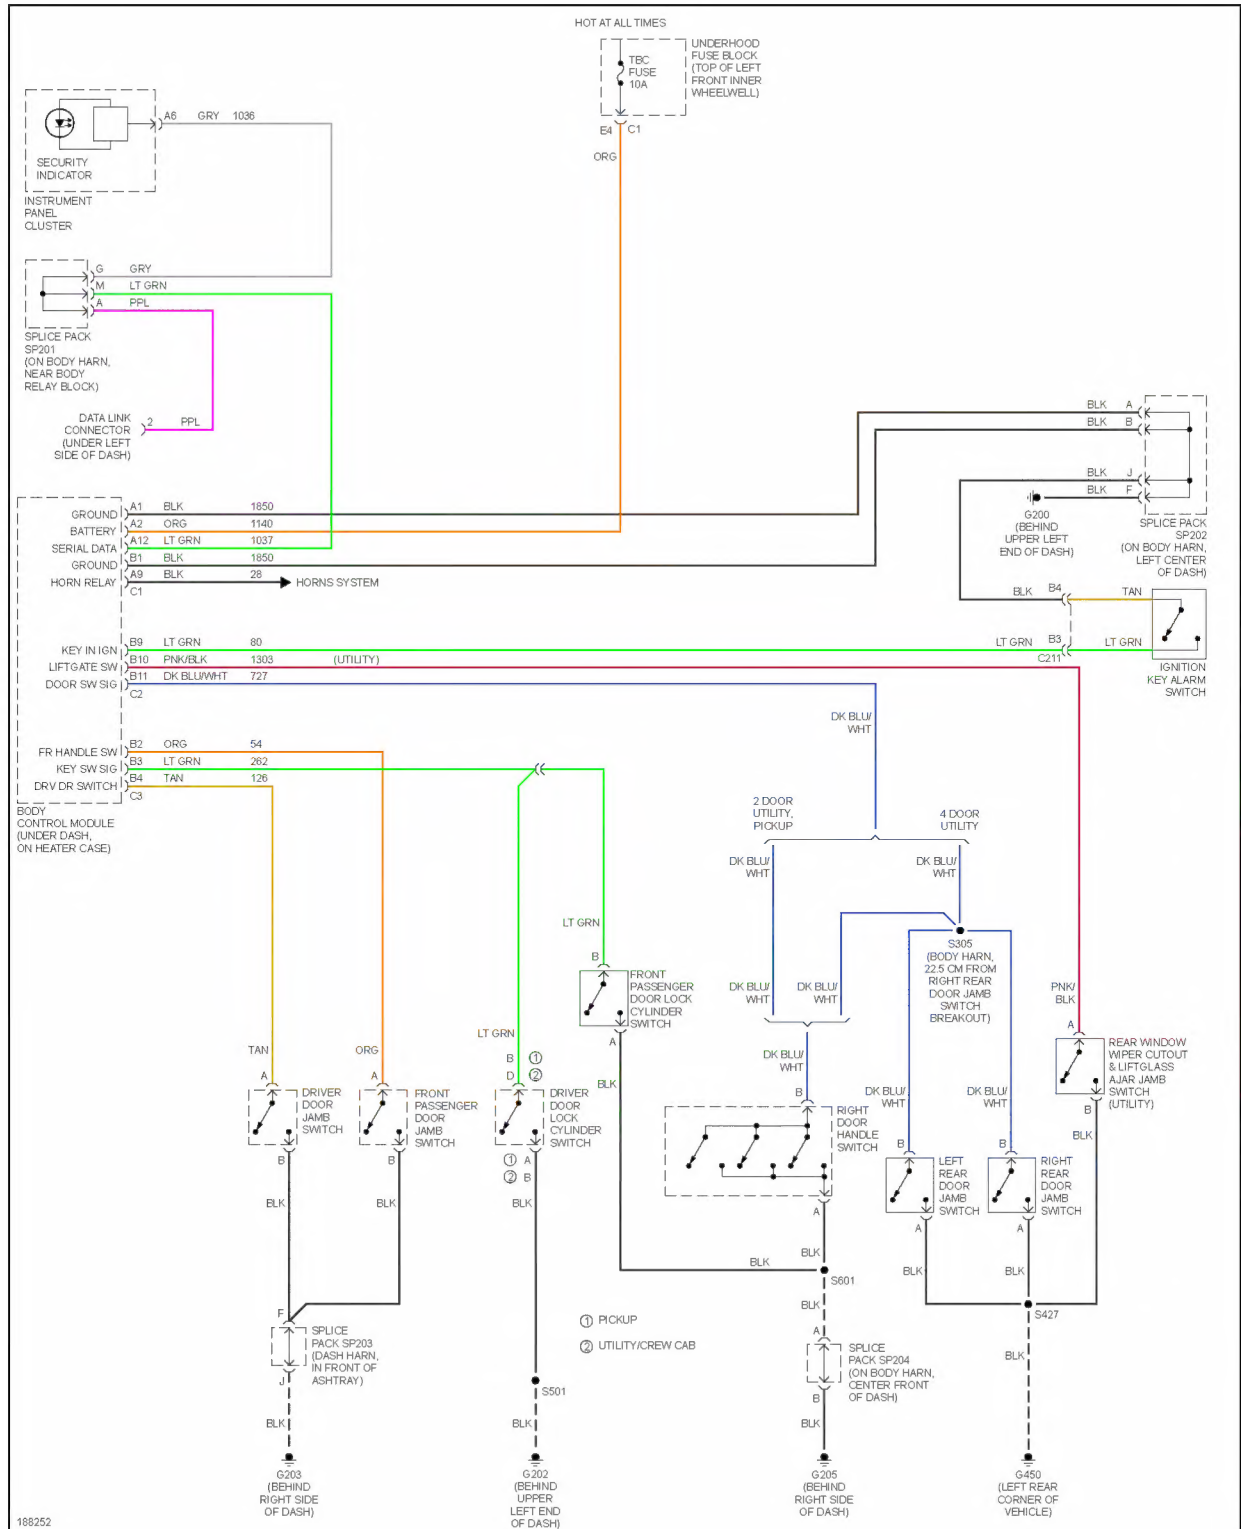 HOT AT ALL TIMES
TBC
FUSE
10A
UNDERHOOD
FUSE BLOCK
(TOP OF LEFT
FRONT INNER
WHEELWELL)
E4
C1
ORG
A6
GRY
1036
SECURITY
INDICATOR
INSTRUMENT
PANEL
CLUSTER
G
GRY
M
LT GRN
A
PPL
SPLICE PACK
SP201
(ON BODY HARN,
NEAR BODY
RELAY BLOCK)
DATA LINK
CONNECTOR
(UNDER LEFT
SIDE OF DASH)
2
PPL
BLK
A
BLK
B
BLK
J
BLK
F
G200
(BEHIND
UPPER LEFT
END OF DASH)
SPLICE PACK
SP202
(ON BODY HARN,
LEFT CENTER
OF DASH)
GROUND
A1
BLK
1850
BATTERY
A2
ORG
1140
SERIAL DATA
A12
LT GRN
1037
GROUND
B1
BLK
1850
HORN RELAY
A9
BLK
28
HORNS SYSTEM
C1
BLK
B4
TAN
KEY IN IGN
B9
LT GRN
80
LT GRN
B3
LT GRN
C211
LIFTGATE SW
B10
PNK/BLK
1303
(UTILITY)
DOOR SW SIG
B11
DK BLU/WHT
727
C2
IGNITION
KEY ALARM
SWITCH
DK BLU/
WHT
FR HANDLE SW
B2
ORG
54
KEY SW SIG
B3
LT GRN
262
DRV DR SWITCH
B4
TAN
126
C3
BODY
CONTROL MODULE
(UNDER DASH,
ON HEATER CASE)
2 DOOR
UTILITY,
PICKUP
4 DOOR
UTILITY
DK BLU/
WHT
DK BLU/
WHT
LT GRN
S305
(BODY HARN,
22.5 CM FROM
RIGHT REAR
DOOR JAMB
SWITCH
BREAKOUT)
B
FRONT
PASSENGER
DOOR LOCK
CYLINDER
SWITCH
A
DK BLU/
WHT
DK BLU/
WHT
PNK/
BLK
A
LT GRN
TAN
ORG
B
1
D
2
BLK
DK BLU/
WHT
REAR WINDOW
WIPER CUTOUT
& LIFTGLASS
AJAR JAMB
SWITCH
(UTILITY)
A
DRIVER
DOOR
JAMB
SWITCH
A
FRONT
PASSENGER
DOOR
JAMB
SWITCH
DRIVER
DOOR
LOCK
CYLINDER
SWITCH
B
RIGHT
DOOR
HANDLE
SWITCH
DK BLU/
WHT
DK BLU/
WHT
B
BLK
B
B
1
A
2
B
B
LEFT
REAR
DOOR
JAMB
SWITCH
B
RIGHT
REAR
DOOR
JAMB
SWITCH
BLK
BLK
BLK
A
A
A
BLK
BLK
S601
BLK
BLK
BLK
S427
F
SPLICE
PACK SP203
(DASH HARN,
IN FRONT OF
ASHTRAY)
J
1 PICKUP
2 UTILITY/CREW CAB
A
SPLICE
PACK SP204
(ON BODY HARN,
CENTER FRONT
OF DASH)
B
BLK
S501
BLK
BLK
BLK
G203
(BEHIND
RIGHT SIDE
OF DASH)
G202
(BEHIND
UPPER
LEFT END
OF DASH)
G205
(BEHIND
RIGHT SIDE
OF DASH)
G450
(LEFT REAR
CORNER OF
VEHICLE)
188252